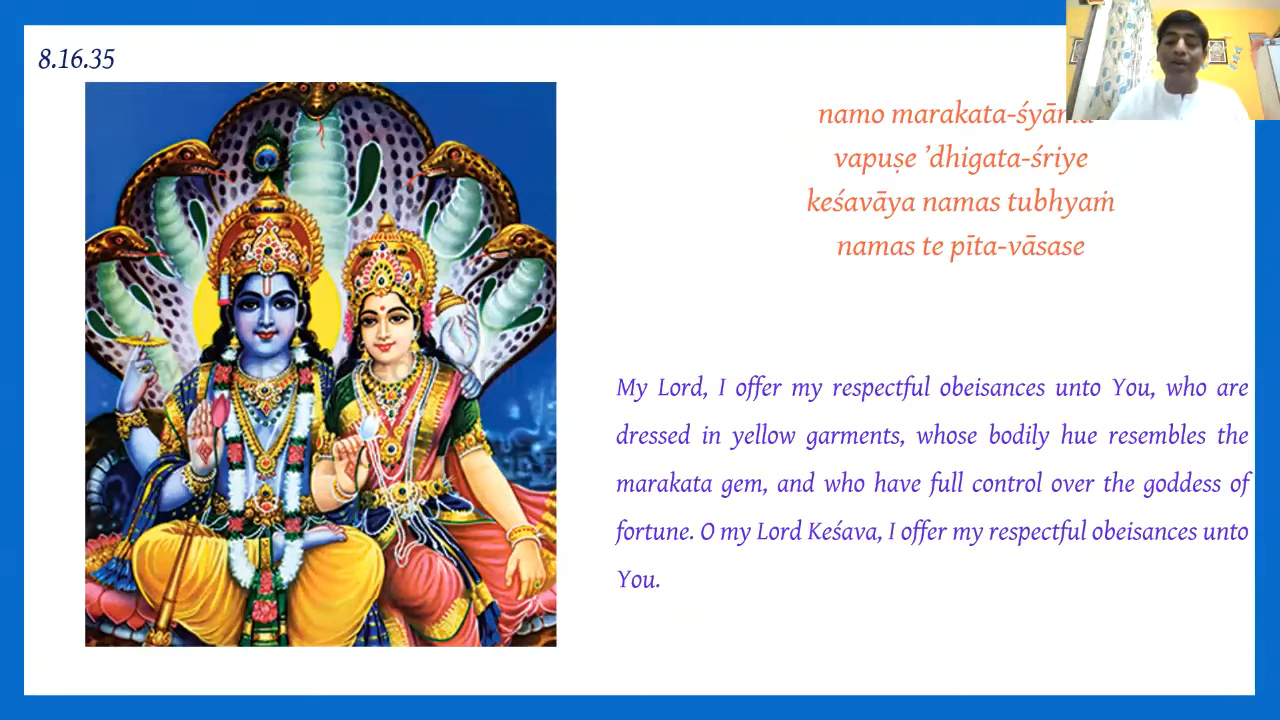 8.16.35
namo marakata-śyāma-
vapuṣe ’dhigata-śriye
keśavāya namas tubhyaṁ
namas te pīta-vāsase
My Lord, I offer my respectful obeisances unto You, who are
dressed in yellow garments, whose bodily hue resembles the
marakata gem, and who have full control over the goddess of
fortune. O my Lord Keśava, I offer my respectful obeisances unto
You.